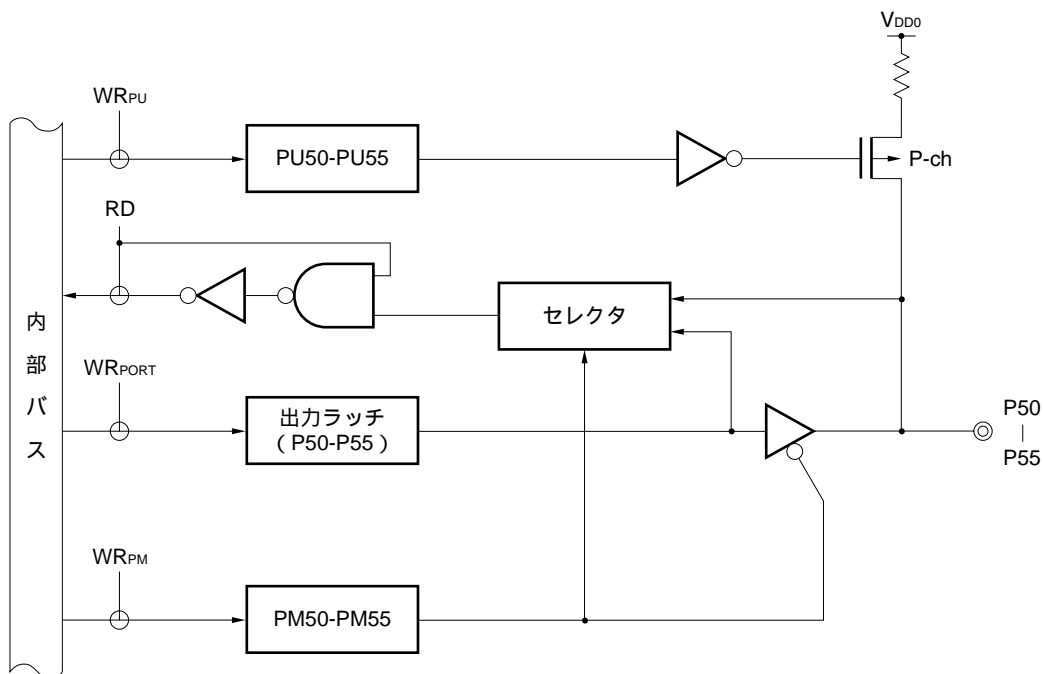 VDD0
WRPU
PU50-PU55
P-ch
RD
セレクタ
内部バス
WRPORT
出力ラッチ
（P50-P55）
P50
|
P55
WRPM
PM50-PM55